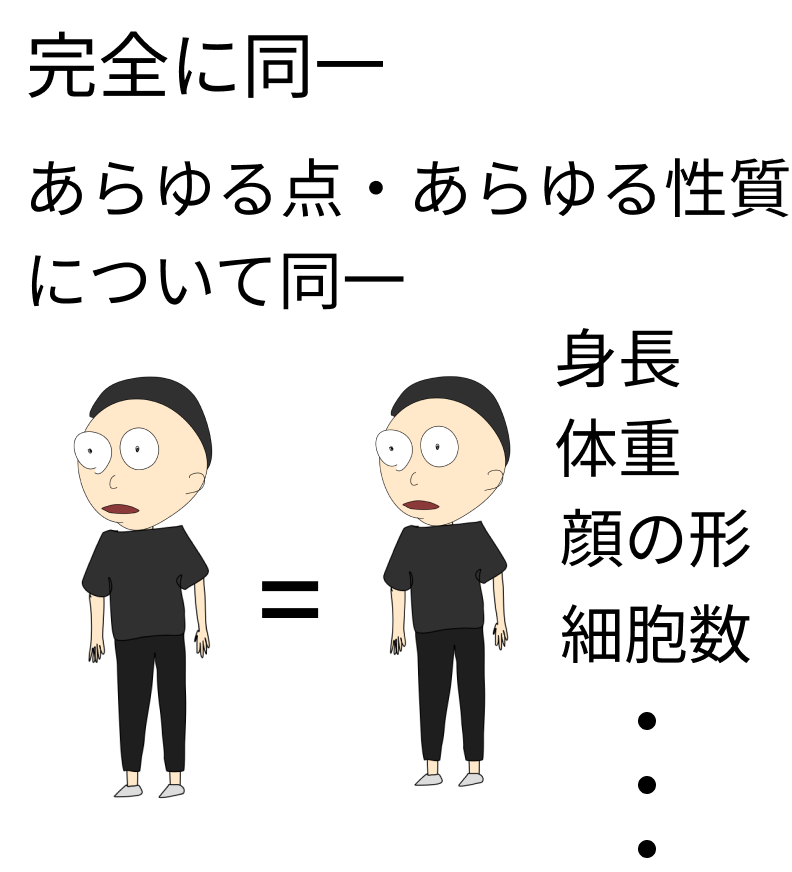 完全に同一
あらゆる点・あらゆる性質
について同一
身長
体重
顔の形
細胞数
・
・
・
=